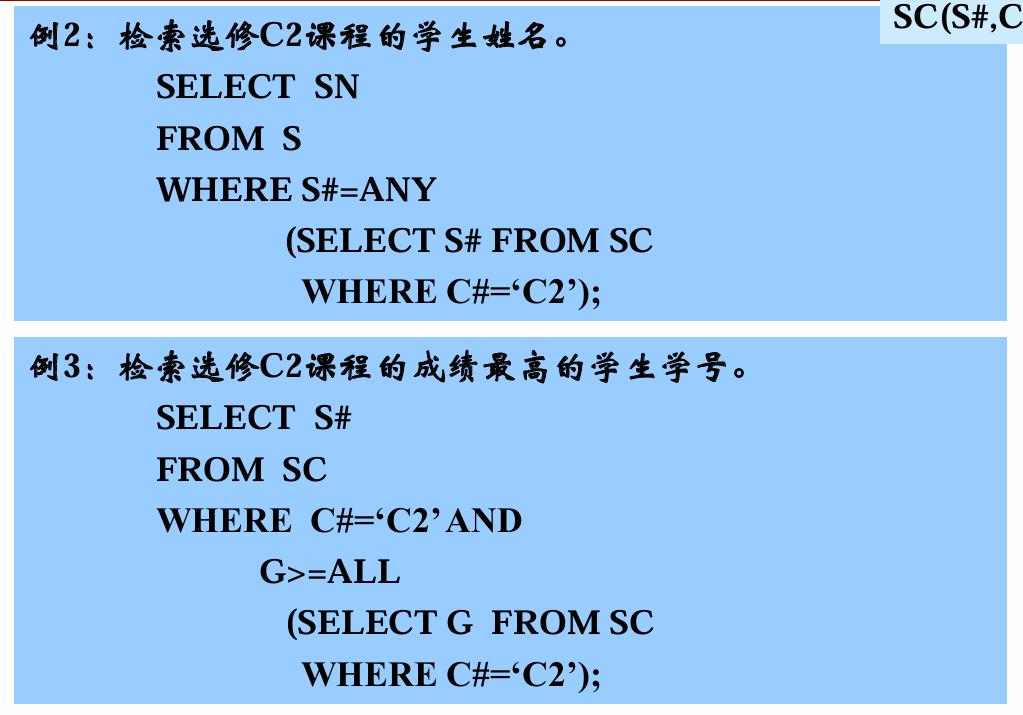 SC(S#,C
例2：检索选修C2课程的学生姓名。
SELECT SN
FROM S
WHERE S#=ANY
(SELECT S# FROM SC
WHERE C#=‘C2’);
例3：检索选修C2课程的成绩最高的学生学号。
SELECT S#
FROM SC
WHERE C#=‘C2’ AND
G>=ALL
(SELECT G FROM SC
WHERE C#=‘C2’);